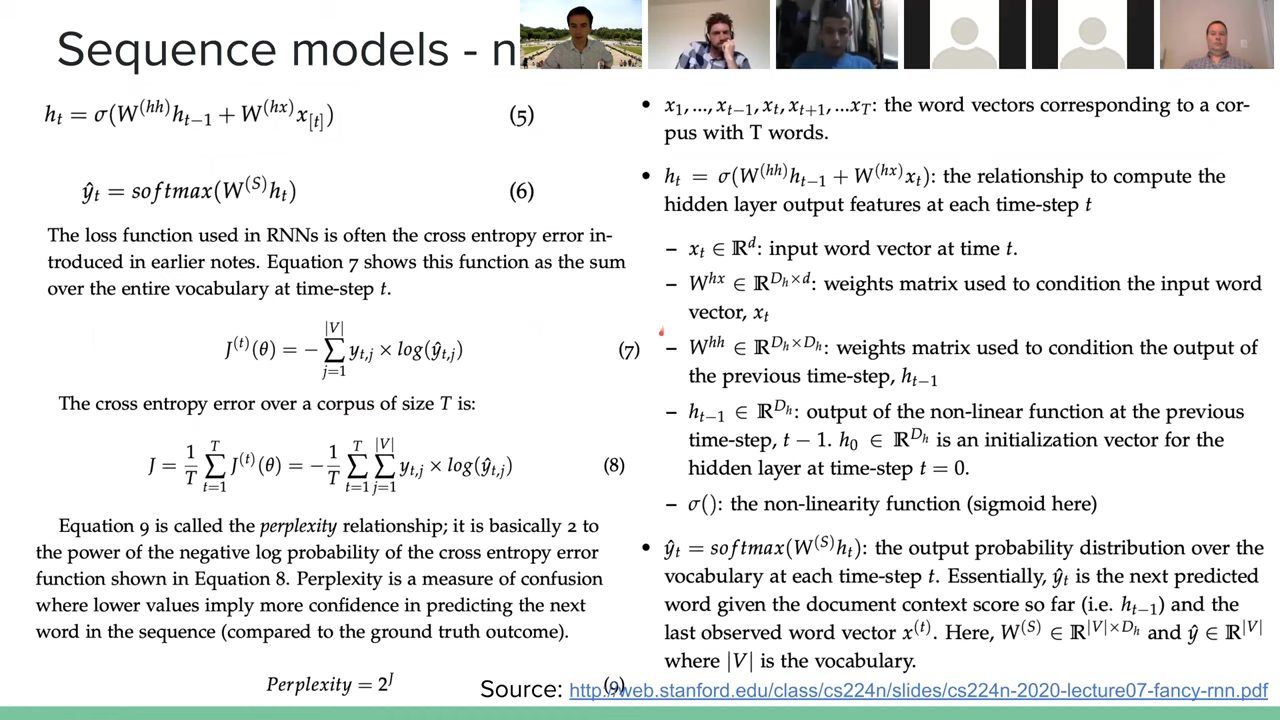 Sequence models - n
h_t = σ(W^(hh) h_{t−1} + W^(hx) x_[t]) (5)
ŷ_t = softmax(W^(S) h_t) (6)
The loss function used in RNNs is often the cross entropy error in-
troduced in earlier notes. Equation 7 shows this function as the sum
over the entire vocabulary at time-step t.
J^(t)(θ) = − ∑_{j=1}^{|V|} y_{t,j} × log(ŷ_{t,j}) (7)
The cross entropy error over a corpus of size T is:
J = 1/T ∑_{t=1}^{T} J^(t)(θ) = − 1/T ∑_{t=1}^{T} ∑_{j=1}^{|V|} y_{t,j} × log(ŷ_{t,j}) (8)
Equation 9 is called the perplexity relationship; it is basically 2 to
the power of the negative log probability of the cross entropy error
function shown in Equation 8. Perplexity is a measure of confusion
where lower values imply more confidence in predicting the next
word in the sequence (compared to the ground truth outcome).
Perplexity = 2^J (9)
• x_1, ..., x_{t−1}, x_t, x_{t+1}, ...x_T: the word vectors corresponding to a cor-
pus with T words.
• h_t = σ(W^(hh) h_{t−1} + W^(hx) x_t): the relationship to compute the
hidden layer output features at each time-step t
– x_t ∈ ℝ^d: input word vector at time t.
– W^hx ∈ ℝ^{D_h×d}: weights matrix used to condition the input word
vector, x_t
– W^hh ∈ ℝ^{D_h×D_h}: weights matrix used to condition the output of
the previous time-step, h_{t−1}
– h_{t−1} ∈ ℝ^{D_h}: output of the non-linear function at the previous
time-step, t − 1. h_0 ∈ ℝ^{D_h} is an initialization vector for the
hidden layer at time-step t = 0.
– σ(): the non-linearity function (sigmoid here)
• ŷ_t = softmax(W^(S) h_t): the output probability distribution over the
vocabulary at each time-step t. Essentially, ŷ_t is the next predicted
word given the document context score so far (i.e. h_{t−1}) and the
last observed word vector x^(t). Here, W^(S) ∈ ℝ^{|V|×D_h} and ŷ ∈ ℝ^{|V|}
where |V| is the vocabulary.
Source: http://web.stanford.edu/class/cs224n/slides/cs224n-2020-lecture07-fancy-rnn.pdf